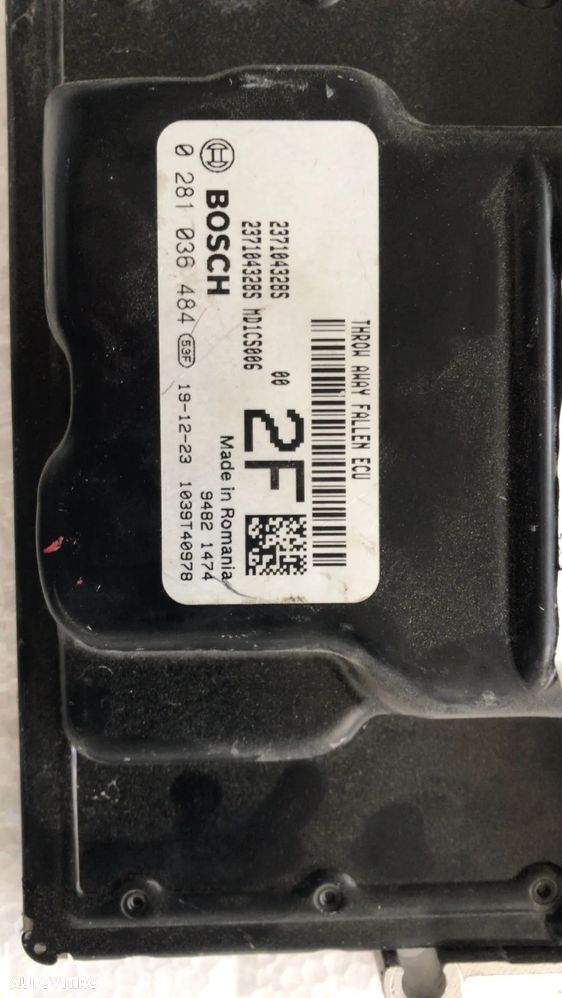 THROW AWAY FALLEN ECU
237104328S 00
237104328S MD1CS006
2F
BOSCH
Made in Romania
9482 1474
0 281 036 484 53F 19-12-23 1039T40978